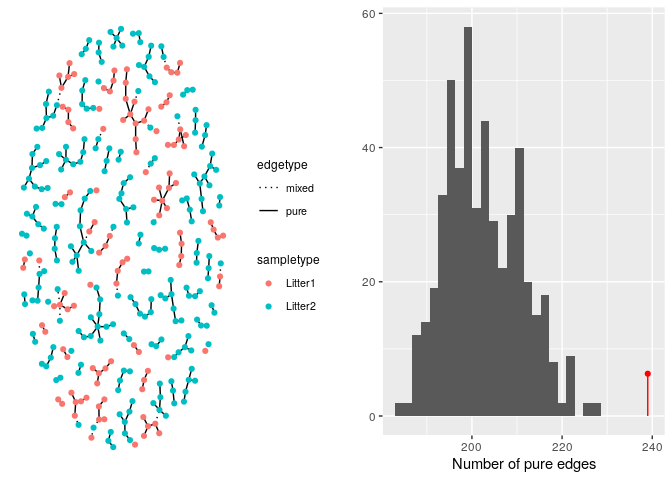 edgetype
mixed
pure
sampletype
Litter1
Litter2
60
40
20
0
200 220 240
Number of pure edges